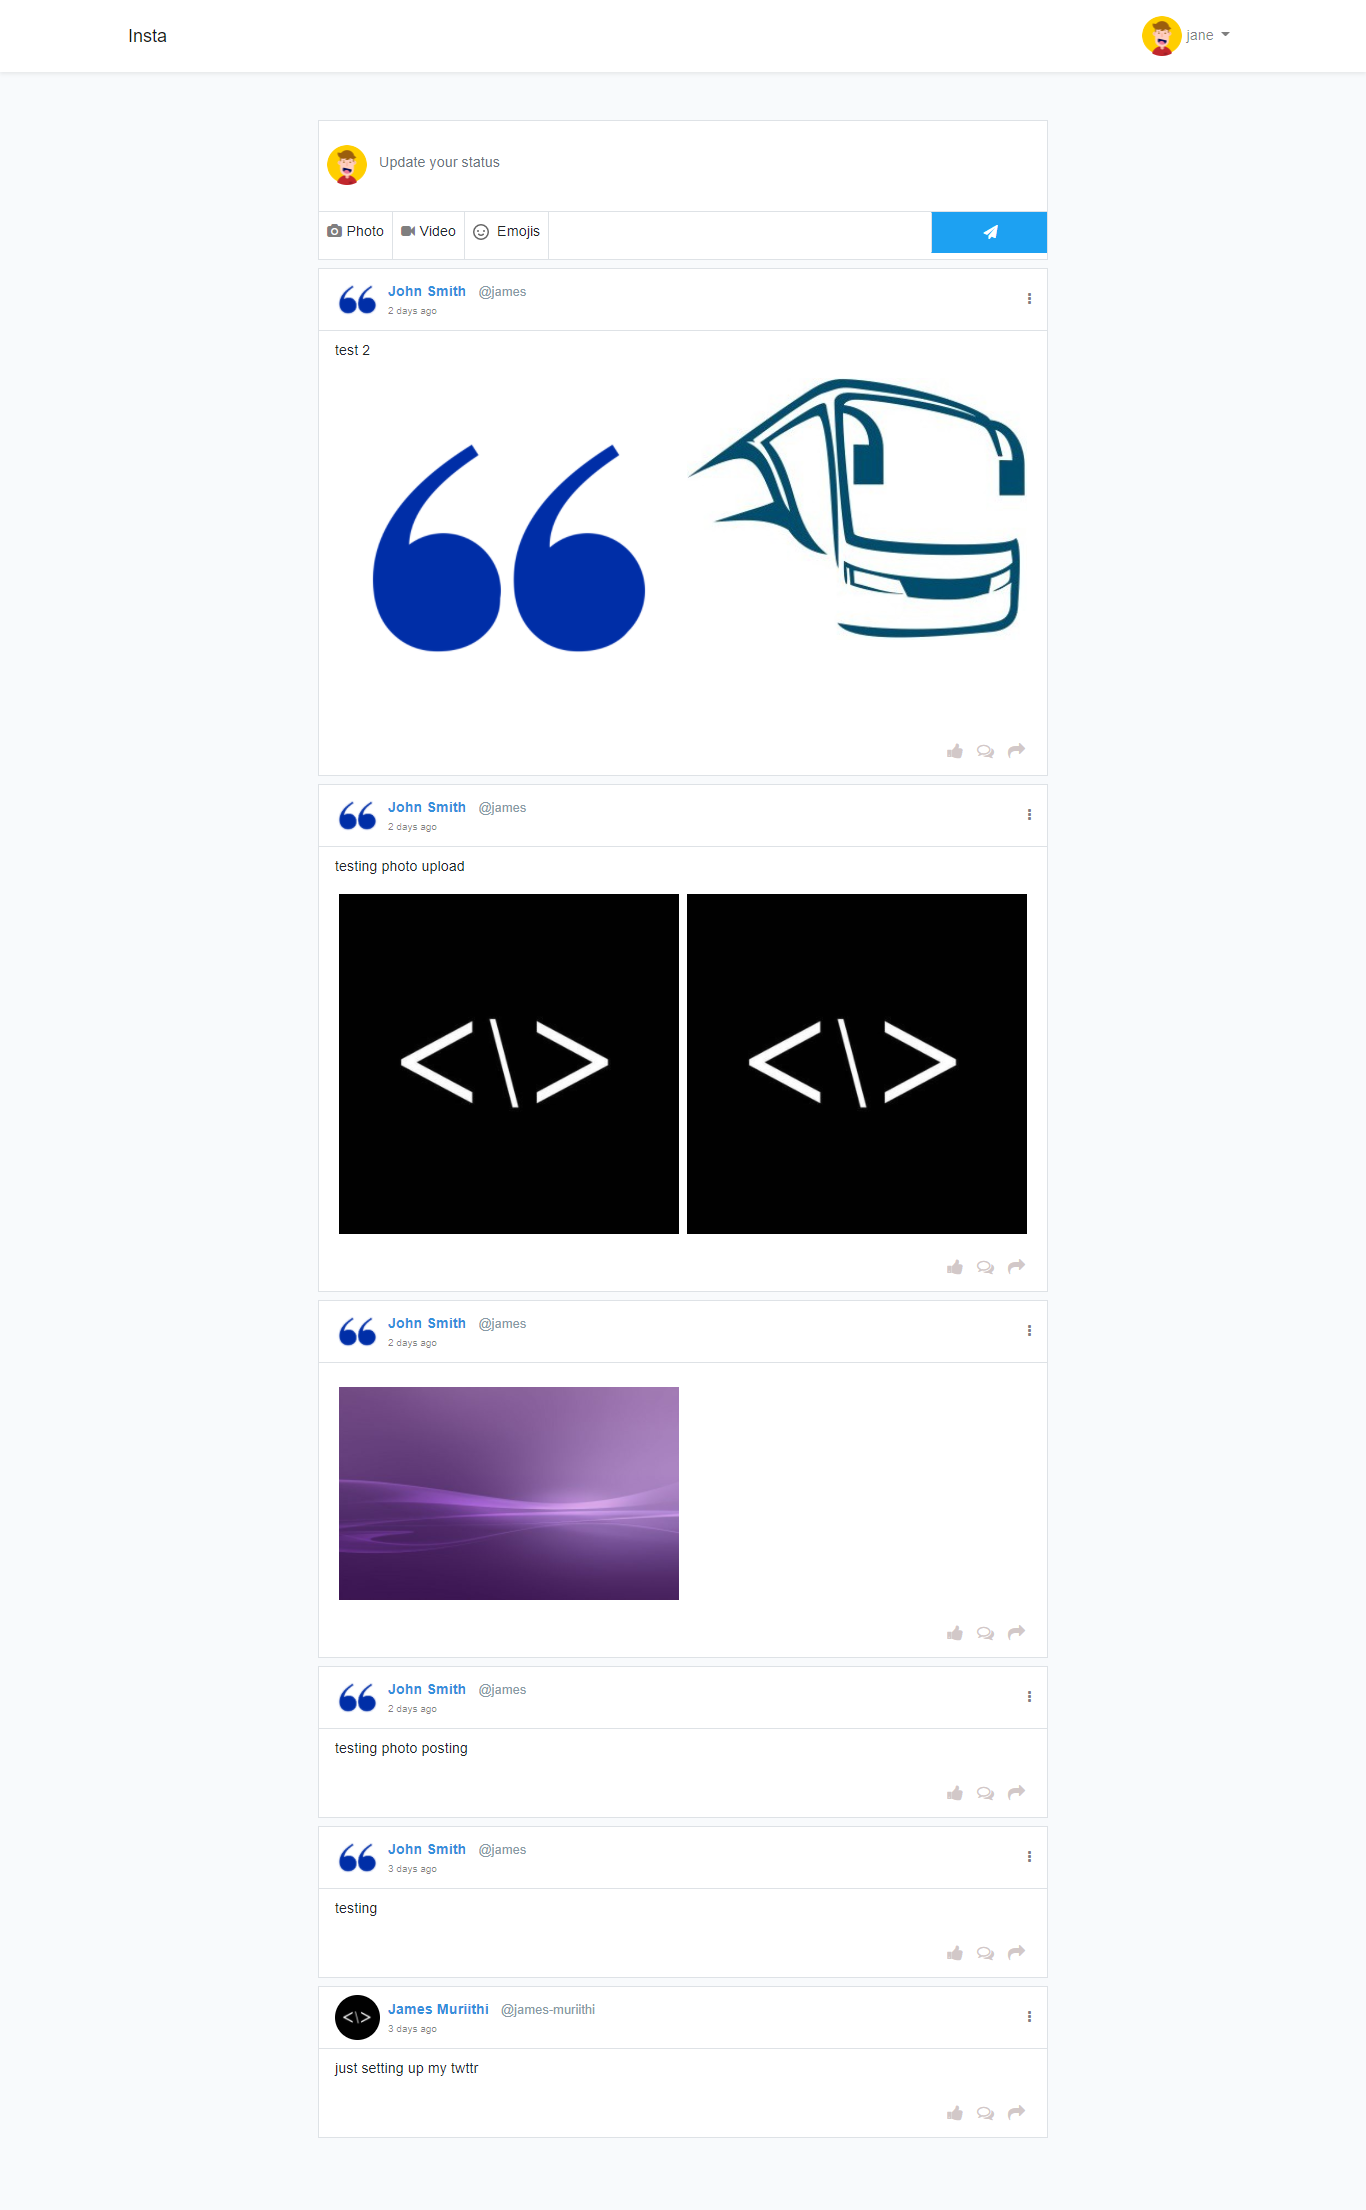 Insta
jane
Update your status
Photo
Video
Emojis
John Smith @james
2 days ago
test 2
John Smith @james
2 days ago
testing photo upload
<\>
<\>
John Smith @james
2 days ago
John Smith @james
2 days ago
testing photo posting
John Smith @james
3 days ago
testing
<\>
James Muriithi @james-muriithi
3 days ago
just setting up my twttr